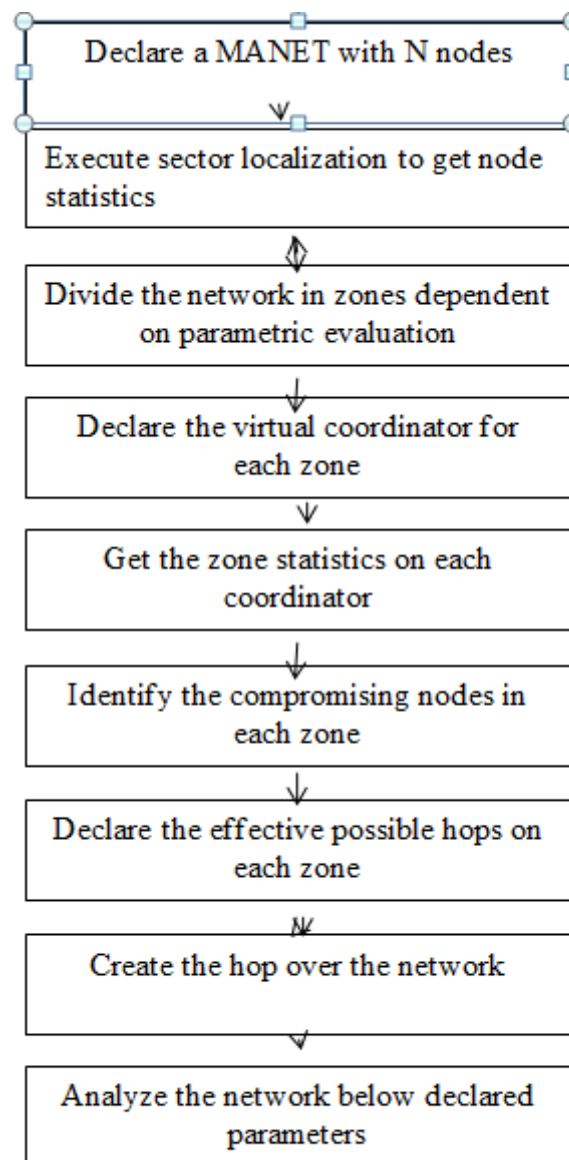 Declare a MANET with N nodes
Execute sector localization to get node
statistics
Divide the network in zones dependent
on parametric evaluation
Declare the virtual coordinator for
each zone
Get the zone statistics on each
coordinator
Identify the compromising nodes in
each zone
Declare the effective possible hops on
each zone
Create the hop over the network
Analyze the network below declared
parameters